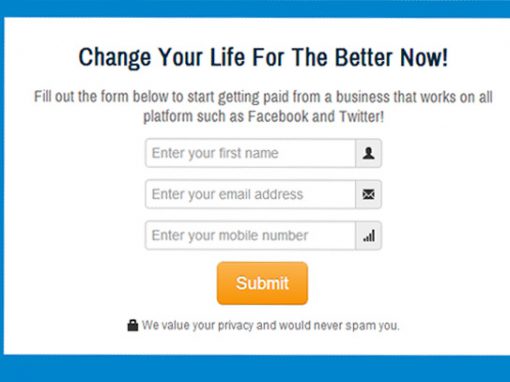 Change Your Life For The Better Now!
Fill out the form below to start getting paid from a business that works on all
platform such as Facebook and Twitter!
Enter your first name
Enter your email address
Enter your mobile number
Submit
We value your privacy and would never spam you.